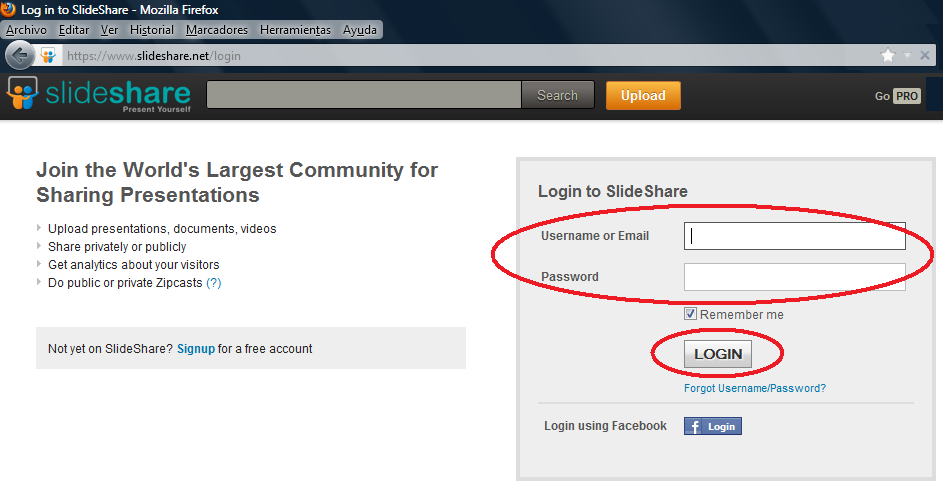 Log in to SlideShare - Mozilla Firefox
Archivo Editar Ver Historial Marcadores Herramientas Ayuda
https://www.slideshare.net/login
slideshare
Present Yourself
Search
Upload
Go PRO
Join the World's Largest Community for
Sharing Presentations
Upload presentations, documents, videos
Share privately or publicly
Get analytics about your visitors
Do public or private Zipcasts (?)
Not yet on SlideShare? Signup for a free account
Login to SlideShare
Username or Email
Password
Remember me
LOGIN
Forgot Username/Password?
Login using Facebook
f Login